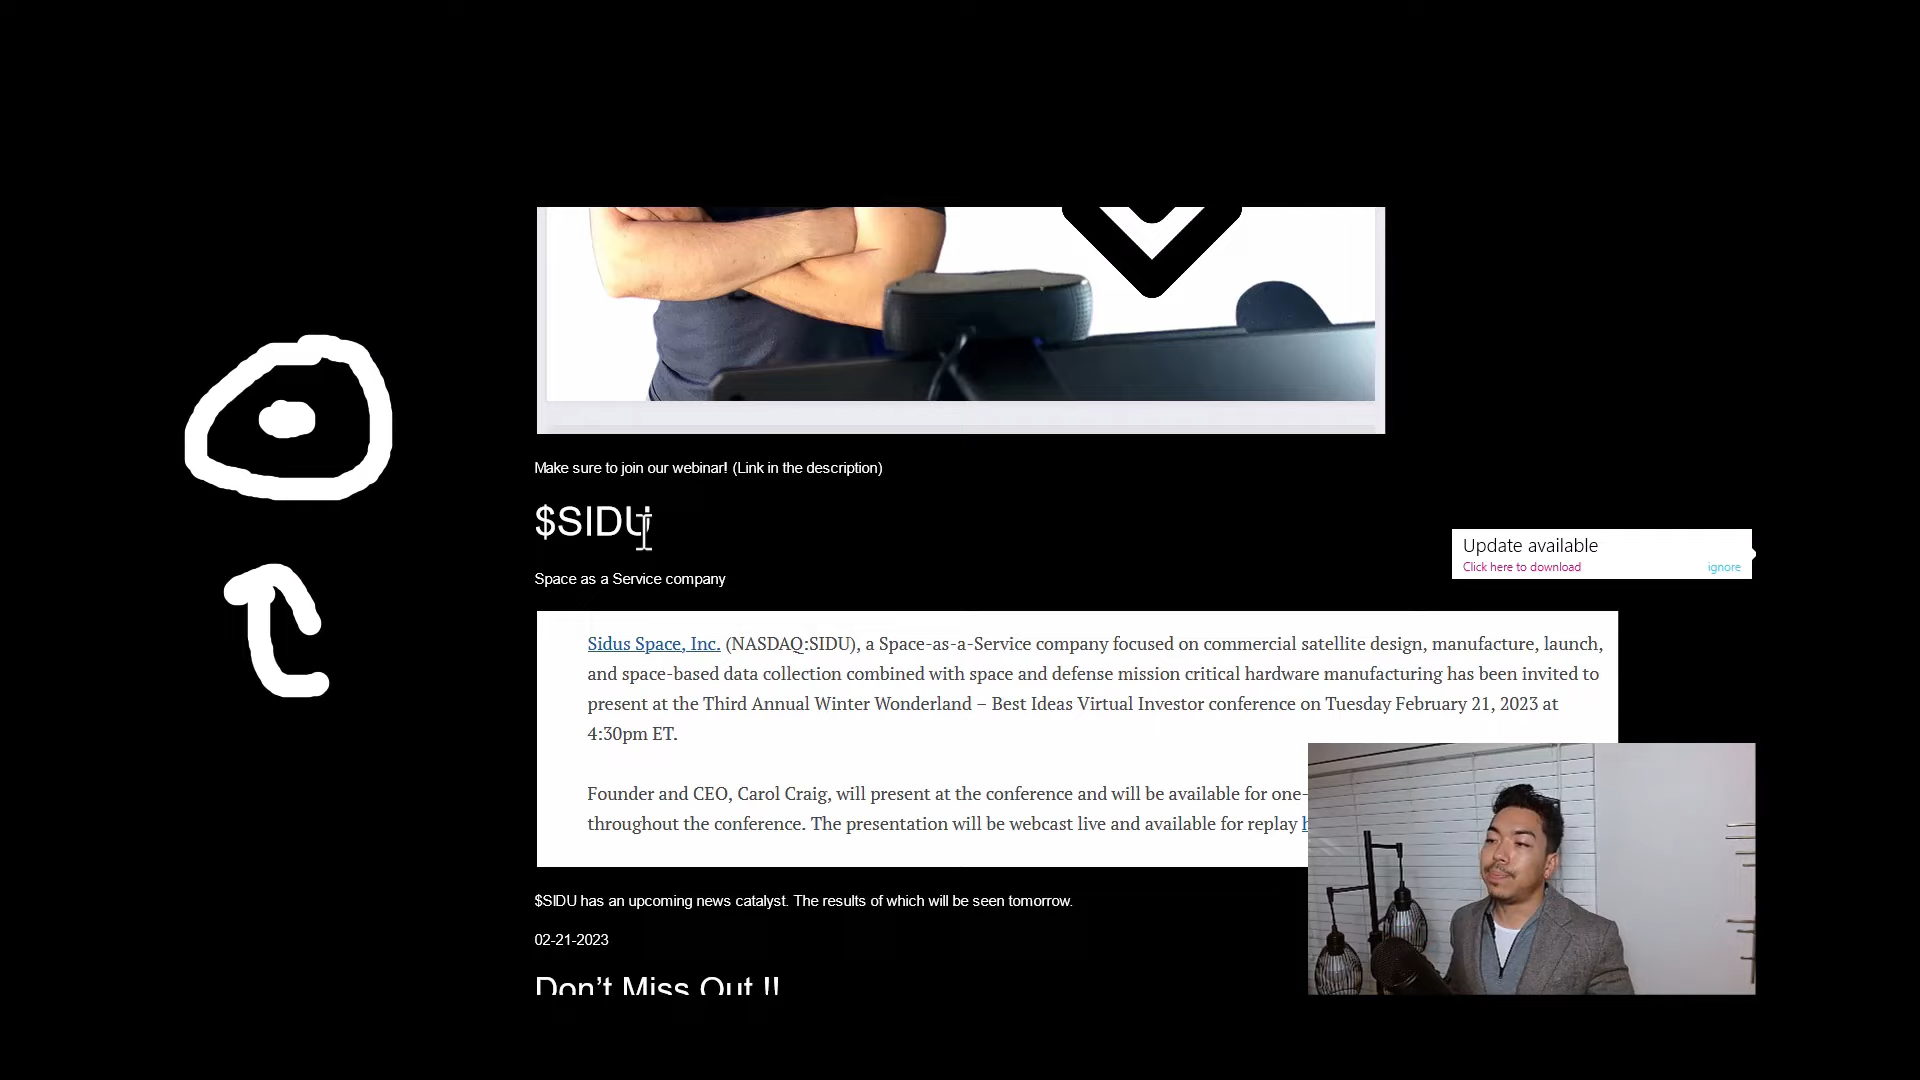 Make sure to join our webinar! (Link in the description)
$SIDU
Space as a Service company
Update available
Click here to download
ignore
Sidus Space, Inc. (NASDAQ:SIDU), a Space-as-a-Service company focused on commercial satellite design, manufacture, launch,
and space-based data collection combined with space and defense mission critical hardware manufacturing has been invited to
present at the Third Annual Winter Wonderland – Best Ideas Virtual Investor conference on Tuesday February 21, 2023 at
4:30pm ET.
Founder and CEO, Carol Craig, will present at the conference and will be available for one-
throughout the conference. The presentation will be webcast live and available for replay h
$SIDU has an upcoming news catalyst. The results of which will be seen tomorrow.
02-21-2023
Don’t Miss Out !!